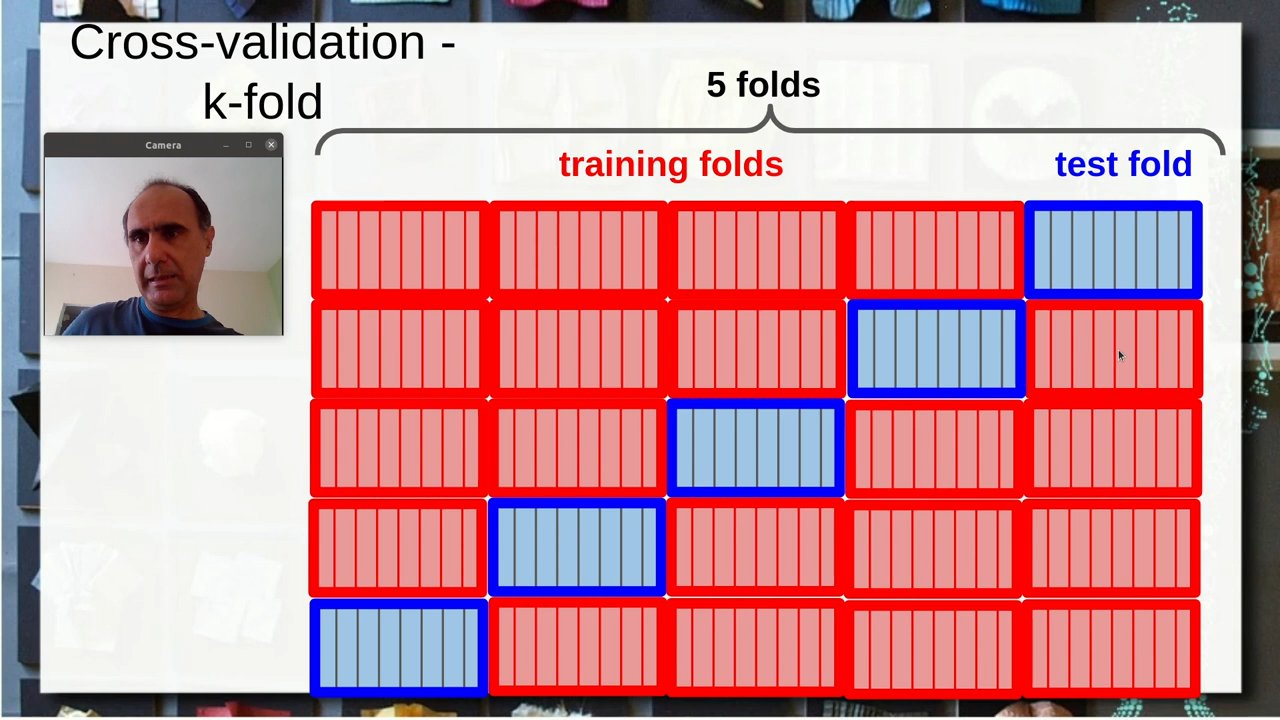 Cross-validation -
k-fold
5 folds
Camera
training folds
test fold